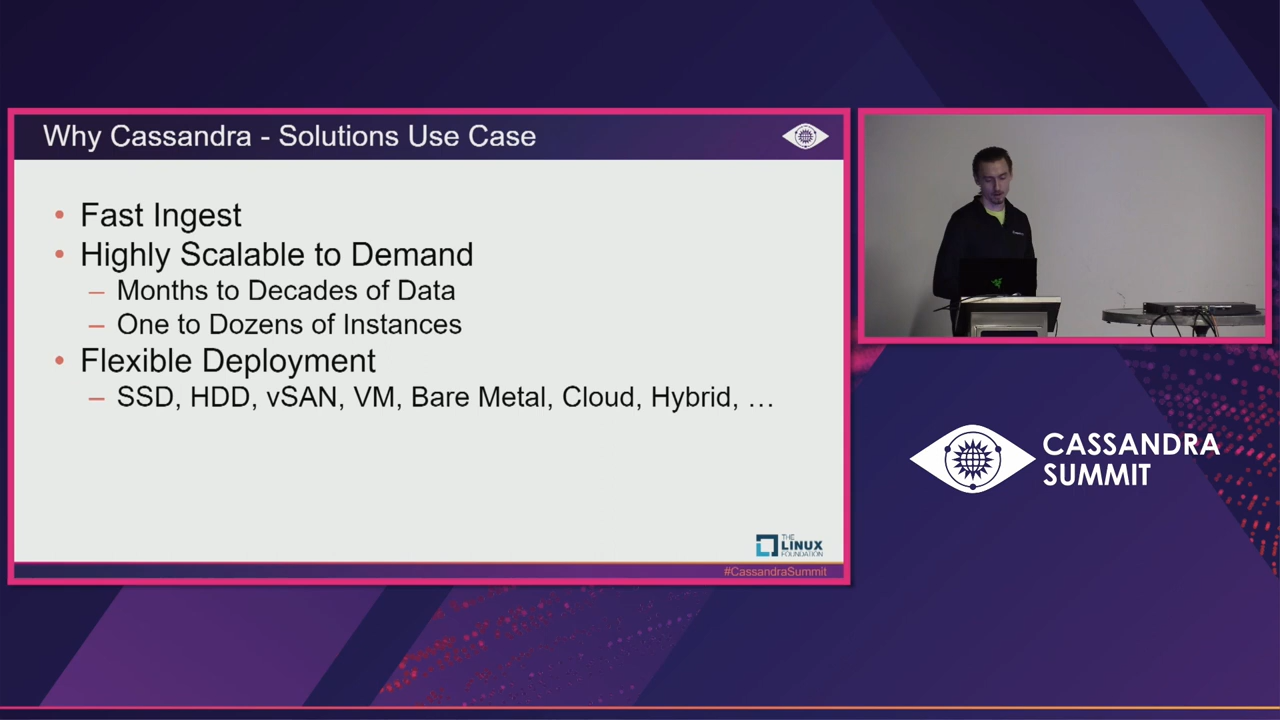 Why Cassandra - Solutions Use Case
• Fast Ingest
• Highly Scalable to Demand
– Months to Decades of Data
– One to Dozens of Instances
• Flexible Deployment
– SSD, HDD, vSAN, VM, Bare Metal, Cloud, Hybrid, …
THE
LINUX
FOUNDATION
#CassandraSummit
CASSANDRA
SUMMIT